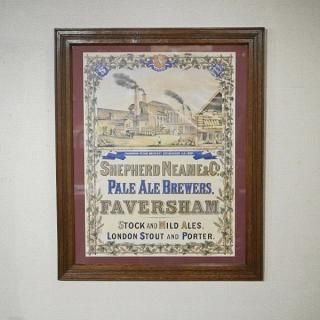 SHEPHERD NEAME & Co.
PALE ALE BREWERS.
FAVERSHAM
STOCK AND MILD ALES.
LONDON STOUT AND PORTER.